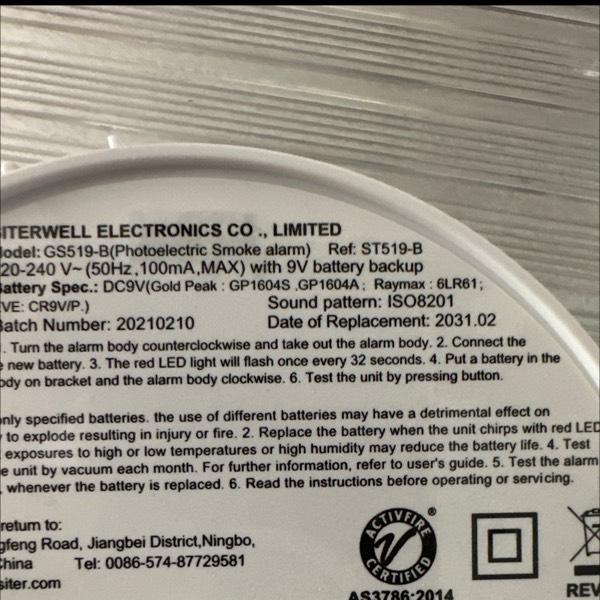 SITERWELL ELECTRONICS CO ., LIMITED
Model: GS519-B(Photoelectric Smoke alarm) Ref: ST519-B
220-240 V~ (50Hz ,100mA,MAX) with 9V battery backup
Battery Spec.: DC9V(Gold Peak : GP1604S ,GP1604A ; Raymax : 6LR61;
EVE: CR9V/P.) Sound pattern: ISO8201
Batch Number: 20210210 Date of Replacement: 2031.02
1. Turn the alarm body counterclockwise and take out the alarm body. 2. Connect the
new battery. 3. The red LED light will flash once every 32 seconds. 4. Put a battery in the
body on bracket and the alarm body clockwise. 6. Test the unit by pressing button.
only specified batteries. the use of different batteries may have a detrimental effect on
to explode resulting in injury or fire. 2. Replace the battery when the unit chirps with red LED
exposures to high or low temperatures or high humidity may reduce the battery life. 4. Test
unit by vacuum each month. For further information, refer to user's guide. 5. Test the alarm
, whenever the battery is replaced. 6. Read the instructions before operating or servicing.
return to:
gfeng Road, Jiangbei District,Ningbo,
China Tel: 0086-574-87729581
siter.com
ACTIVFIRE
®
CERTIFIED
AS3786:2014
REV